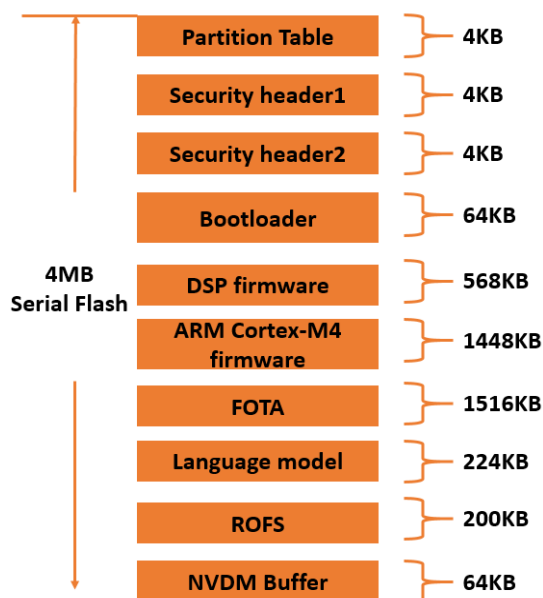 Partition Table
4KB
Security header1
4KB
Security header2
4KB
Bootloader
64KB
4MB
Serial Flash
DSP firmware
568KB
ARM Cortex-M4
firmware
1448KB
FOTA
1516KB
Language model
224KB
ROFS
200KB
NVDM Buffer
64KB